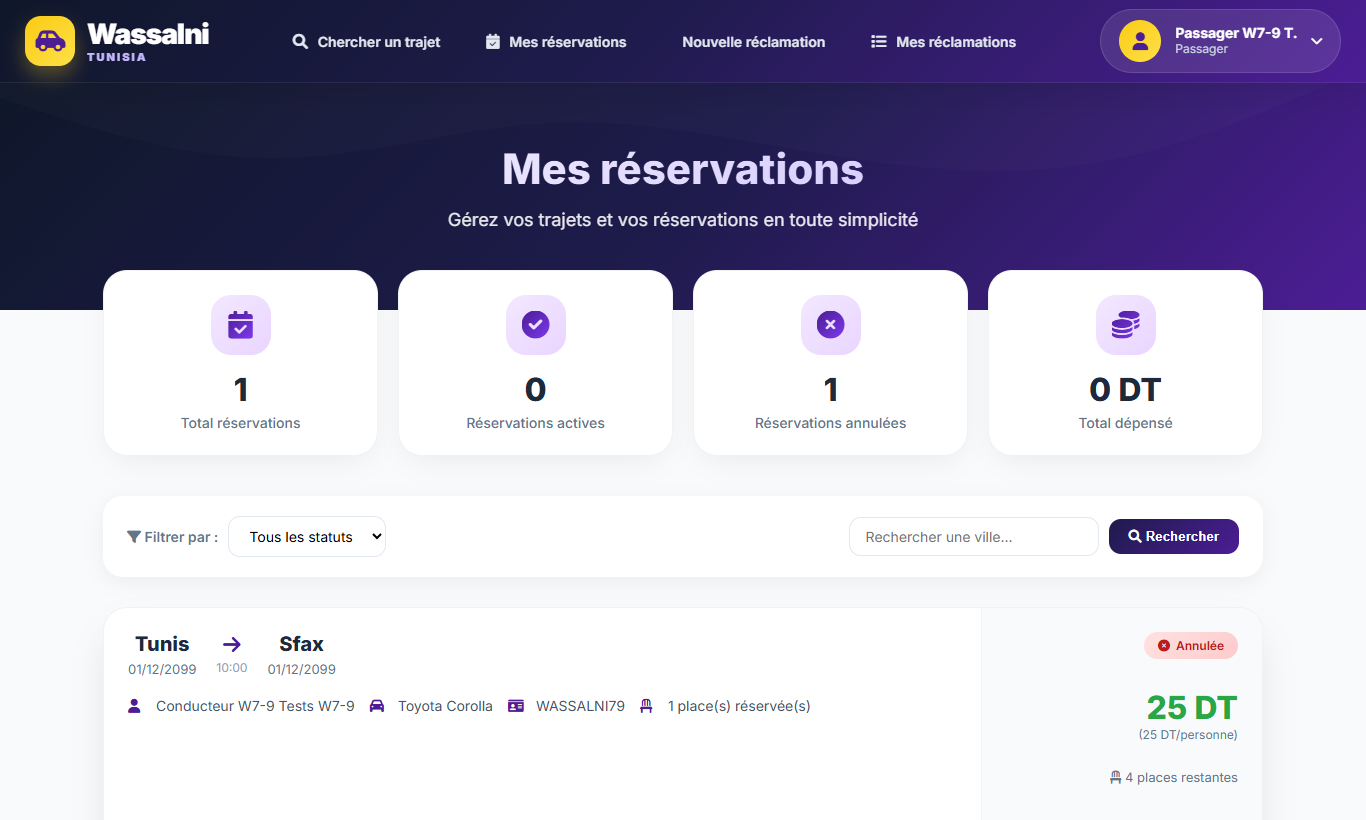 Wassalni
TUNISIA
Chercher un trajet
Mes réservations
Nouvelle réclamation
Mes réclamations
Passager W7-9 T.
Passager
Mes réservations
Gérez vos trajets et vos réservations en toute simplicité
1
Total réservations
0
Réservations actives
1
Réservations annulées
0 DT
Total dépensé
Filtrer par :
Tous les statuts
Rechercher une ville...
Rechercher
Tunis
01/12/2099
10:00
Sfax
01/12/2099
Conducteur W7-9 Tests W7-9
Toyota Corolla
WASSALNI79
1 place(s) réservée(s)
Annulée
25 DT
(25 DT/personne)
4 places restantes